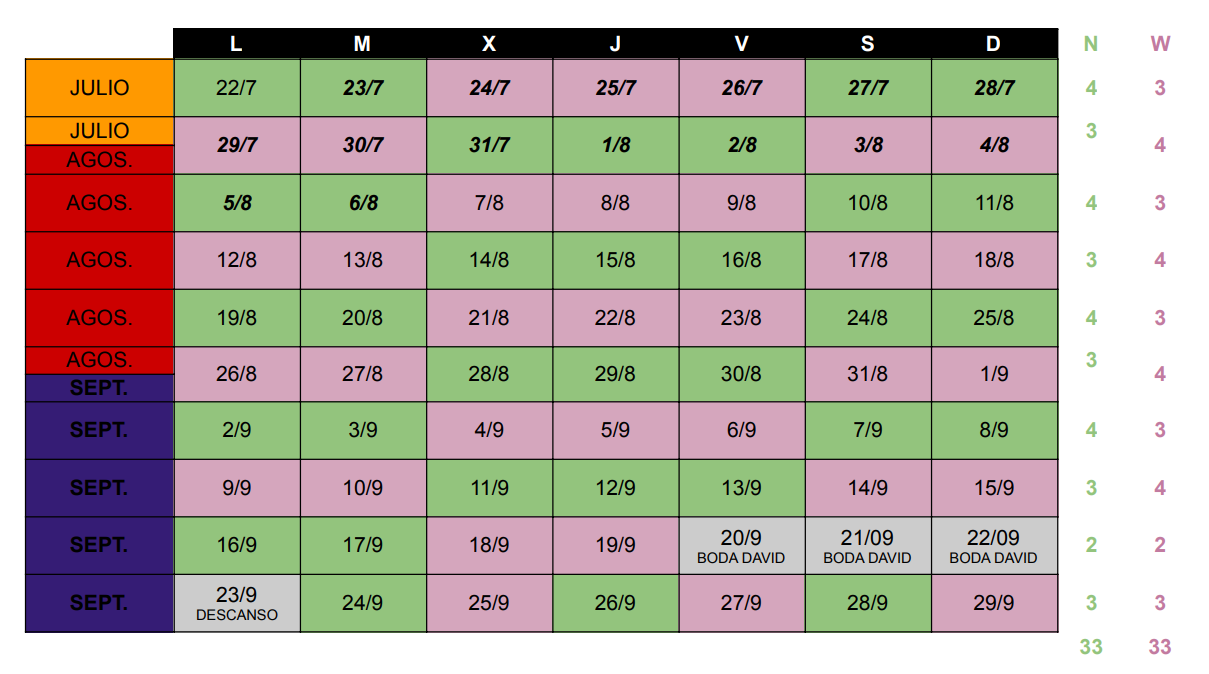 L M X J V S D N W
JULIO 22/7 23/7 24/7 25/7 26/7 27/7 28/7 4 3
JULIO
AGOS. 29/7 30/7 31/7 1/8 2/8 3/8 4/8 3 4
AGOS. 5/8 6/8 7/8 8/8 9/8 10/8 11/8 4 3
AGOS. 12/8 13/8 14/8 15/8 16/8 17/8 18/8 3 4
AGOS. 19/8 20/8 21/8 22/8 23/8 24/8 25/8 4 3
AGOS.
SEPT. 26/8 27/8 28/8 29/8 30/8 31/8 1/9 3 4
SEPT. 2/9 3/9 4/9 5/9 6/9 7/9 8/9 4 3
SEPT. 9/9 10/9 11/9 12/9 13/9 14/9 15/9 3 4
SEPT. 16/9 17/9 18/9 19/9 20/9 21/09 22/09 2 2
BODA DAVID BODA DAVID BODA DAVID
SEPT. 23/9 24/9 25/9 26/9 27/9 28/9 29/9 3 3
DESCANSO
33 33